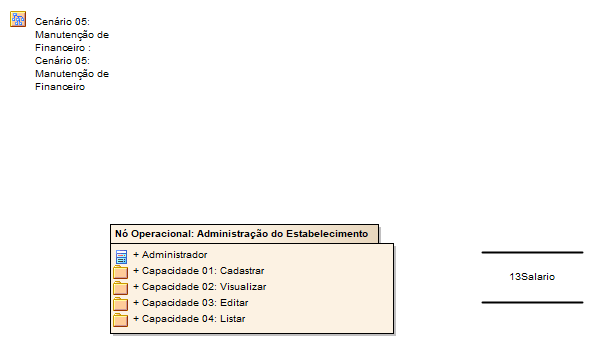 Cenário 05:
Manutenção de
Financeiro :
Cenário 05:
Manutenção de
Financeiro
Nó Operacional: Administração do Estabelecimento
+ Administrador
+ Capacidade 01: Cadastrar
+ Capacidade 02: Visualizar
+ Capacidade 03: Editar
+ Capacidade 04: Listar
13Salario